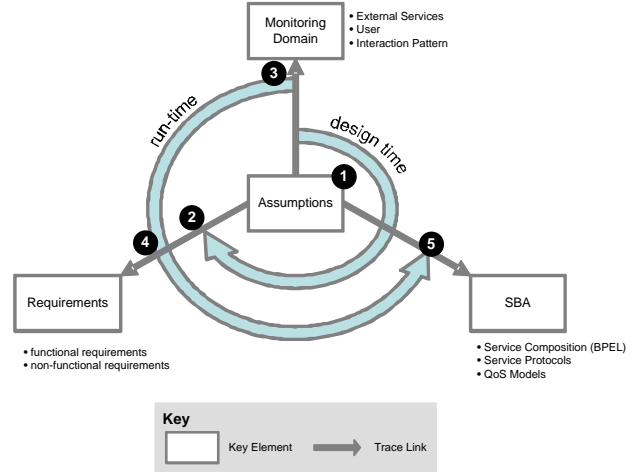 Monitoring
Domain
• External Services
• User
• Interaction Pattern
3
run-time
design time
1
Assumptions
2
4
5
Requirements
SBA
• functional requirements
• non-functional requirements
• Service Composition (BPEL)
• Service Protocols
• QoS Models
Key
Key Element
Trace Link